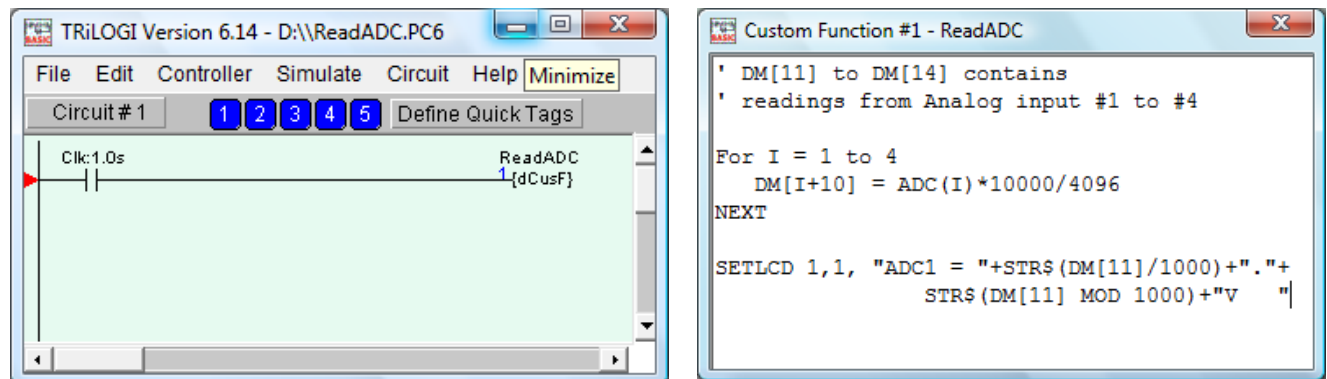 TRiLOGI Version 6.14 - D:\\ReadADC.PC6
File Edit Controller Simulate Circuit Help Minimize
Circuit # 1 1 2 3 4 5 Define Quick Tags
Clk:1.0s ReadADC
1 {dCusF}
Custom Function #1 - ReadADC
' DM[11] to DM[14] contains
' readings from Analog input #1 to #4
For I = 1 to 4
DM[I+10] = ADC(I)*10000/4096
NEXT
SETLCD 1,1, "ADC1 = "+STR$(DM[11]/1000)+"."+
STR$(DM[11] MOD 1000)+"V   "